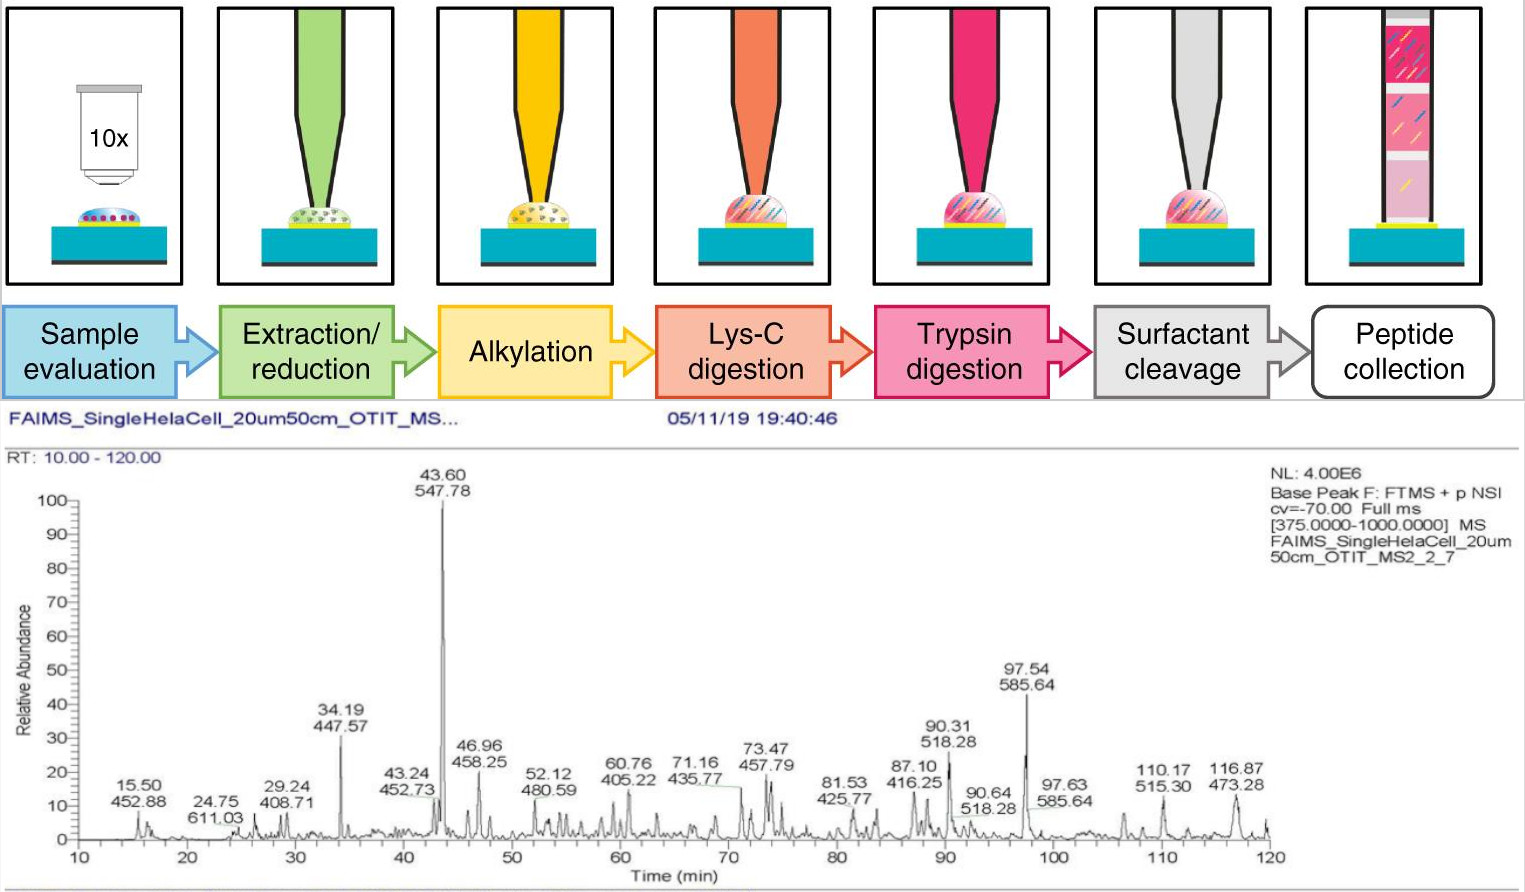 10x
Sample
evaluation
Extraction/
reduction
Alkylation
Lys-C
digestion
Trypsin
digestion
Surfactant
cleavage
Peptide
collection
FAIMS_SingleHelaCell_20um50cm_OTIT_MS...
05/11/19 19:40:46
RT: 10.00 - 120.00
NL: 4.00E6
Base Peak F: FTMS + p NSI
cv=-70.00 Full ms
[375.0000-1000.0000] MS
FAIMS_SingleHelaCell_20um
50cm_OTIT_MS2_2_7
Relative Abundance
100
90
80
70
60
50
40
30
20
10
0
15.50
452.88
24.75
611.03
29.24
408.71
34.19
447.57
43.24
452.73
43.60
547.78
46.96
458.25
52.12
480.59
60.76
405.22
71.16
435.77
73.47
457.79
81.53
425.77
87.10
416.25
90.31
518.28
90.64
518.28
97.54
585.64
97.63
585.64
110.17
515.30
116.87
473.28
10 20 30 40 50 60 70 80 90 100 110 120
Time (min)